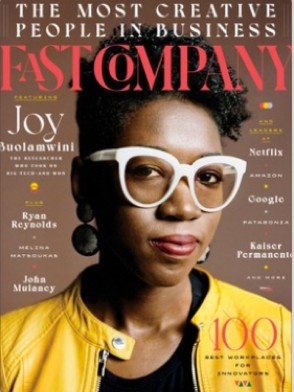 THE MOST CREATIVE
PEOPLE IN BUSINESS
FAST COMPANY
FEATURING
Joy
Buolamwini
THE RESEARCHER
WHO TOOK ON
BIG TECH—AND WON
PLUS
Ryan
Reynolds
MELINA
MATSOUKAS
John
Mulaney
AND
LEADERS
AT
Netflix
AMAZON
Google
PATAGONIA
Kaiser
Permanente
AND MORE
100
BEST WORKPLACES
FOR
INNOVATORS